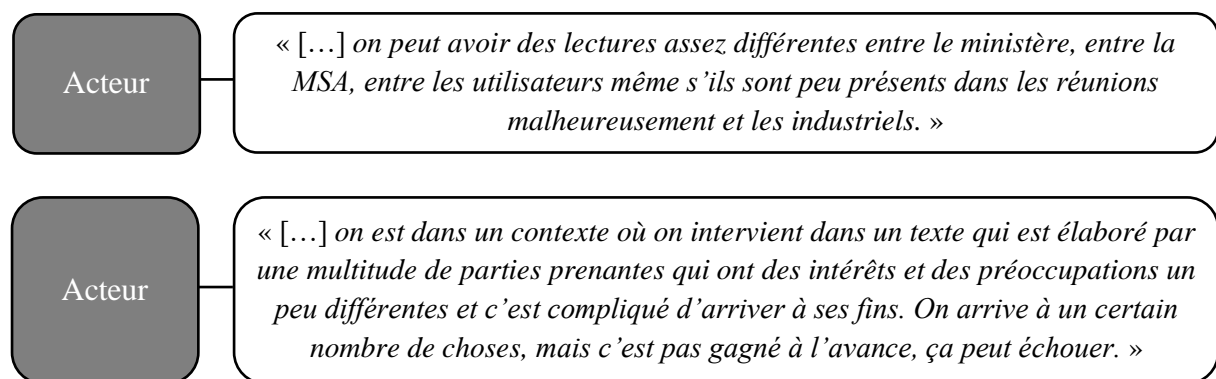 Acteur
« […] on peut avoir des lectures assez différentes entre le ministère, entre la
MSA, entre les utilisateurs même s’ils sont peu présents dans les réunions
malheureusement et les industriels. »
Acteur
« […] on est dans un contexte où on intervient dans un texte qui est élaboré par
une multitude de parties prenantes qui ont des intérêts et des préoccupations un
peu différentes et c’est compliqué d’arriver à ses fins. On arrive à un certain
nombre de choses, mais c’est pas gagné à l’avance, ça peut échouer. »